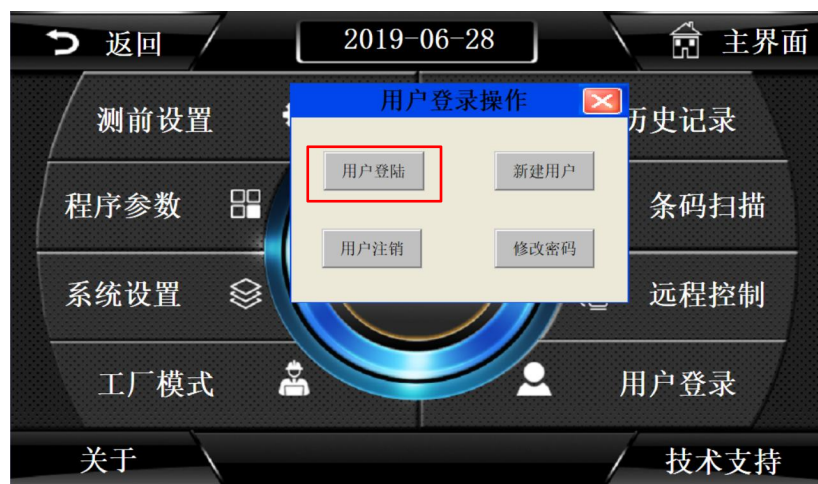 返回
2019-06-28
主界面
用户登录操作
测前设置
历史记录
用户登陆
新建用户
程序参数
条码扫描
用户注销
修改密码
系统设置
远程控制
工厂模式
用户登录
关于
技术支持